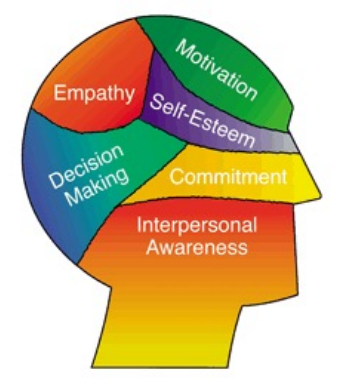 Motivation
Empathy
Self-Esteem
Decision
Making
Commitment
Interpersonal
Awareness